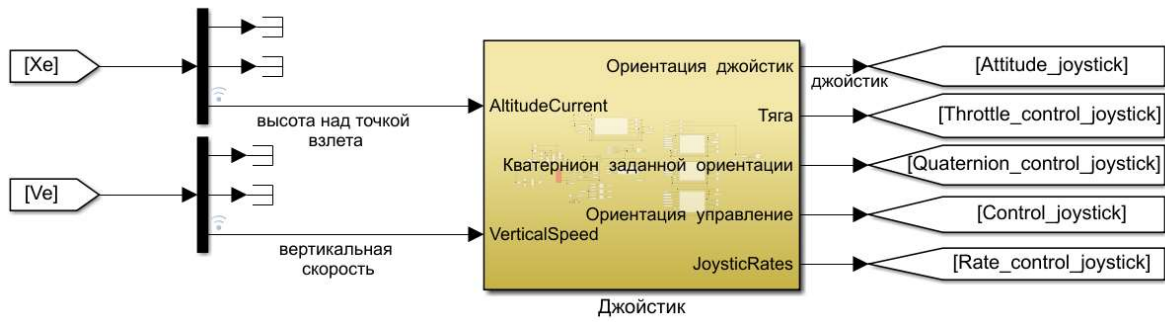 [Xe]
высота над точкой
взлета
[Ve]
вертикальная
скорость
AltitudeCurrent
VerticalSpeed
Ориентация джойстик
Тяга
Кватернион заданной ориентации
Ориентация управление
JoysticRates
Джойстик
джойстик
[Attitude_joystick]
[Throttle_control_joystick]
[Quaternion_control_joystick]
[Control_joystick]
[Rate_control_joystick]